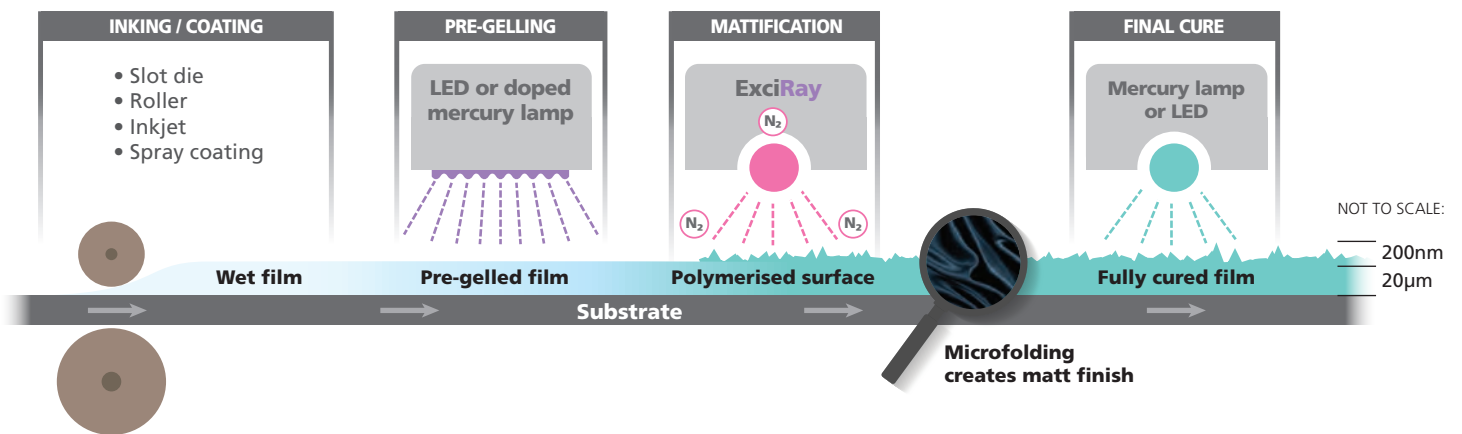 INKING / COATING
• Slot die
• Roller
• Inkjet
• Spray coating
PRE-GELLING
LED or doped
mercury lamp
MATTIFICATION
ExciRay
N₂
N₂
N₂
FINAL CURE
Mercury lamp
or LED
NOT TO SCALE:
200nm
20µm
Wet film
Pre-gelled film
Polymerised surface
Fully cured film
Substrate
Microfolding
creates matt finish